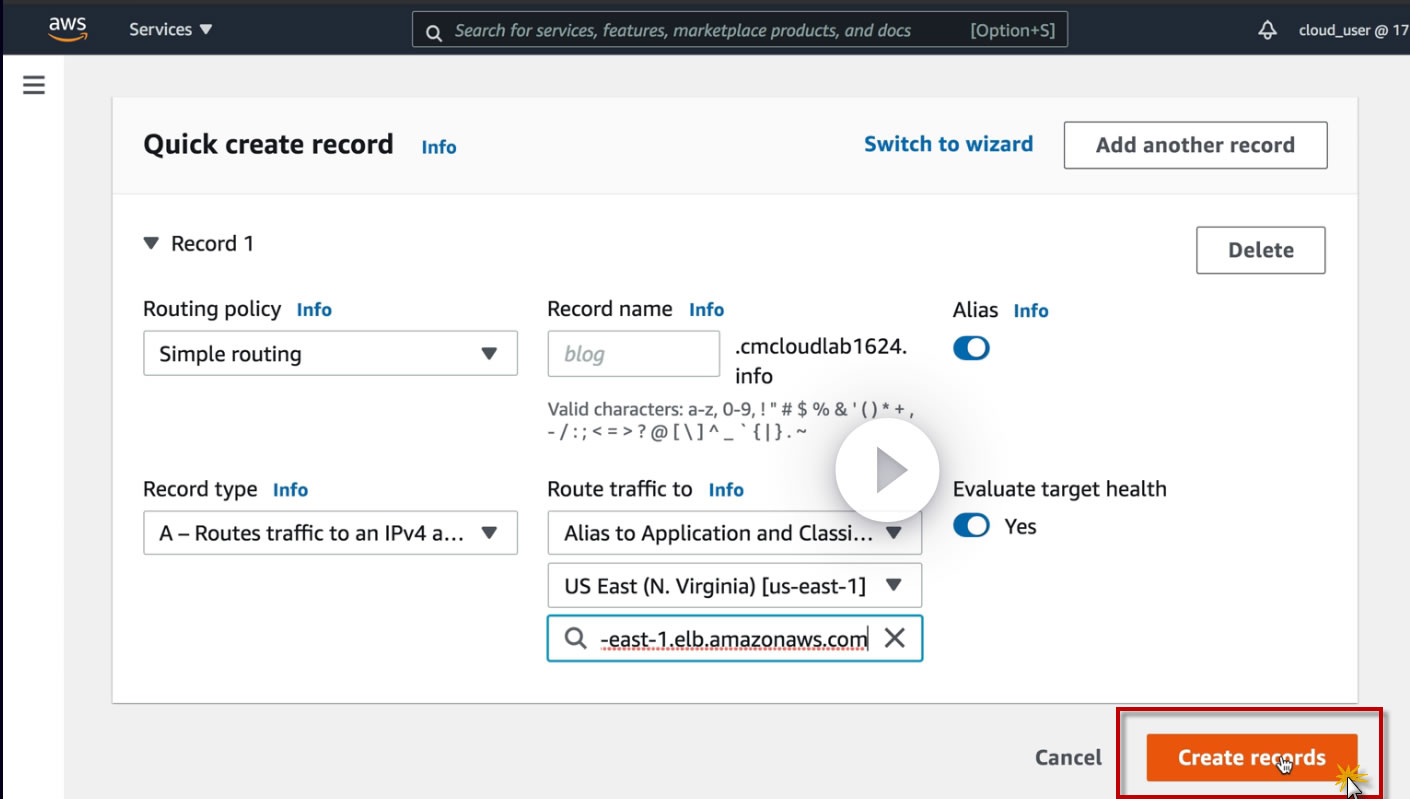 aws
Services ▼
Search for services, features, marketplace products, and docs [Option+S]
cloud_user @ 17
Quick create record Info
Switch to wizard
Add another record
▼ Record 1
Delete
Routing policy Info
Simple routing
Record name Info
blog
.cmcloudlab1624.
info
Valid characters: a-z, 0-9, ! " # $ % & ' ( ) * + ,
- / : ; < = > ? @ [ \ ] ^ _ ` { | } . ~
Alias Info
Record type Info
A – Routes traffic to an IPv4 a...
Route traffic to Info
Alias to Application and Classi...
US East (N. Virginia) [us-east-1]
-east-1.elb.amazonaws.com
Evaluate target health
Yes
Cancel
Create records